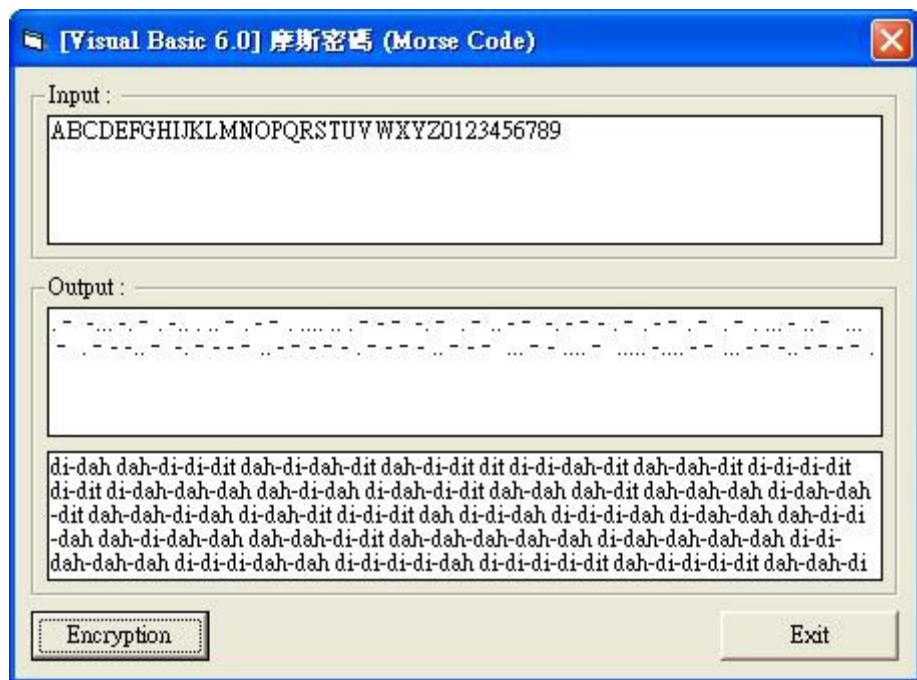 [Visual Basic 6.0] 摩斯密碼 (Morse Code)
Input :
ABCDEFGHIJKLMNOPQRSTUVWXYZ0123456789
Output :
di-dah dah-di-di-dit dah-di-dah-dit dah-di-dit dit di-di-dah-dit dah-dah-dit di-di-di-dit
di-dit di-dah-dah-dah dah-di-dah di-dah-di-dit dah-dah dah-dit dah-dah-dah di-dah-dah
-dit dah-dah-di-dah di-dah-dit di-di-dit dah di-di-dah di-di-di-dah di-dah-dah dah-di-di
-dah dah-di-dah-dah dah-dah-di-dit dah-dah-dah-dah-dah di-dah-dah-dah-dah di-di-
dah-dah-dah di-di-di-dah-dah di-di-di-di-dah di-di-di-di-dit dah-di-di-di-dit dah-dah-di
Encryption
Exit